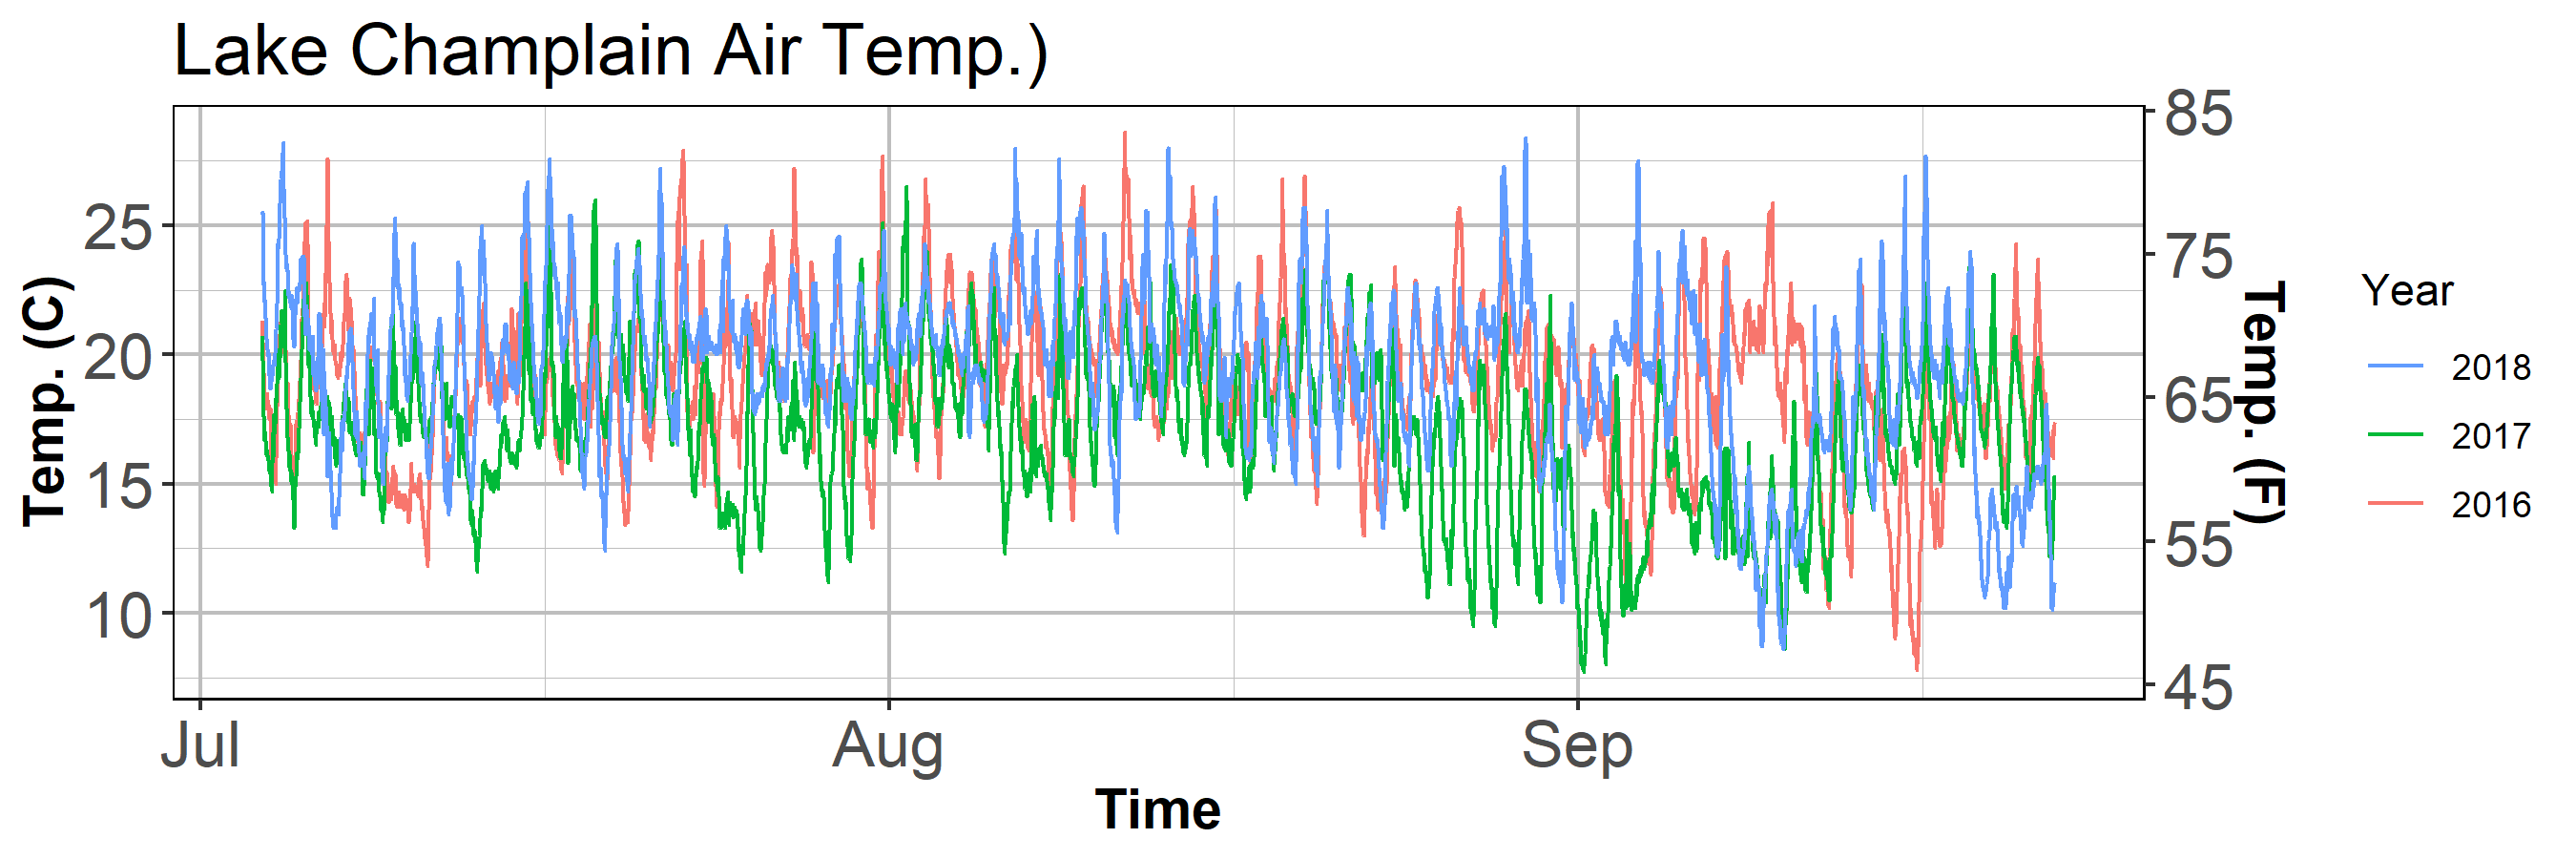 Lake Champlain Air Temp.)
Temp. (C)
25
20
15
10
85
75
65
55
45
Temp. (F)
Jul
Aug
Sep
Time
Year
2018
2017
2016